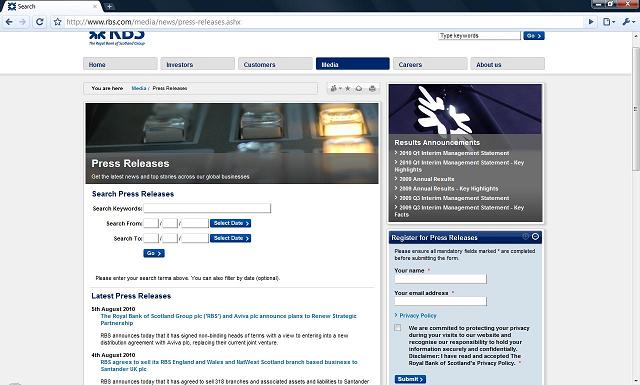 Search
http://www.rbs.com/media/news/press-releases.ashx
RBS
The Royal Bank of Scotland Group
Type keywords
Go >
Home
Investors
Customers
Media
Careers
About us
You are here Media / Press Releases
Press Releases
Get the latest news and top stories across our global businesses
Search Press Releases
Search Keywords:
Search From: / / Select Date >
Search To: / / Select Date >
Go >
Please enter your search terms above. You can also filter by date (optional).
Latest Press Releases
5th August 2010
The Royal Bank of Scotland Group plc ('RBS') and Aviva plc announce plans to Renew Strategic
Partnership
RBS announces today that it has signed non-binding heads of terms with a view to entering into a new
distribution agreement with Aviva plc, replacing their current joint venture.
4th August 2010
RBS agrees to sell its RBS England and Wales and NatWest Scotland branch based business to
Santander UK plc
RBS announces today that it has agreed to sell 318 branches and associated assets and liabilities to Santander
Results Announcements
> 2010 Q1 Interim Management Statement
> 2010 Q1 Interim Management Statement - Key
Highlights
> 2009 Annual Results
> 2009 Annual Results - Key Highlights
> 2009 Q3 Interim Management Statement
> 2009 Q3 Interim Management Statement - Key
Facts
Register for Press Releases
Please ensure all mandatory fields marked * are completed
before submitting the form.
Your name *
Your email address *
> Privacy Policy
We are committed to protecting your privacy
during your visits to our website and
recognise our responsibility to hold your
information securely and confidentially.
Disclaimer: I have read and accepted The
Royal Bank of Scotland's Privacy Policy. *
Submit >